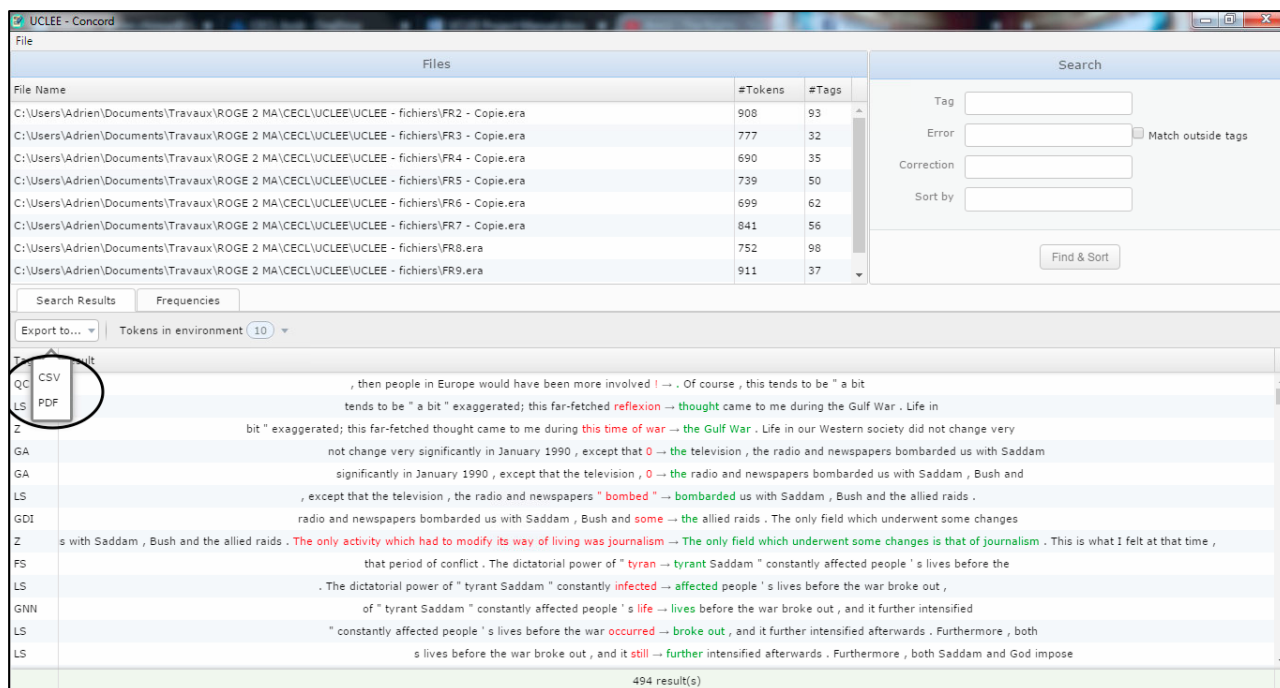 UCLEE - Concord
File
Files
Search
File Name #Tokens #Tags
C:\Users\Adrien\Documents\Travaux\ROGE 2 MA\CECL\UCLEE\UCLEE - fichiers\FR2 - Copie.era 908 93
C:\Users\Adrien\Documents\Travaux\ROGE 2 MA\CECL\UCLEE\UCLEE - fichiers\FR3 - Copie.era 777 32
C:\Users\Adrien\Documents\Travaux\ROGE 2 MA\CECL\UCLEE\UCLEE - fichiers\FR4 - Copie.era 690 35
C:\Users\Adrien\Documents\Travaux\ROGE 2 MA\CECL\UCLEE\UCLEE - fichiers\FR5 - Copie.era 739 50
C:\Users\Adrien\Documents\Travaux\ROGE 2 MA\CECL\UCLEE\UCLEE - fichiers\FR6 - Copie.era 699 62
C:\Users\Adrien\Documents\Travaux\ROGE 2 MA\CECL\UCLEE\UCLEE - fichiers\FR7 - Copie.era 841 56
C:\Users\Adrien\Documents\Travaux\ROGE 2 MA\CECL\UCLEE\UCLEE - fichiers\FR8.era 752 98
C:\Users\Adrien\Documents\Travaux\ROGE 2 MA\CECL\UCLEE\UCLEE - fichiers\FR9.era 911 37
Tag
Error Match outside tags
Correction
Sort by
Find & Sort
Search Results Frequencies
Export to... Tokens in environment 10
CSV
PDF
QC , then people in Europe would have been more involved ! → . Of course , this tends to be " a bit
LS tends to be " a bit " exaggerated; this far-fetched reflexion → thought came to me during the Gulf War . Life in
Z bit " exaggerated; this far-fetched thought came to me during this time of war → the Gulf War . Life in our Western society did not change very
GA not change very significantly in January 1990 , except that 0 → the television , the radio and newspapers bombarded us with Saddam
GA significantly in January 1990 , except that the television , 0 → the radio and newspapers bombarded us with Saddam , Bush and
LS , except that the television , the radio and newspapers " bombed " → bombarded us with Saddam , Bush and the allied raids .
GDI radio and newspapers bombarded us with Saddam , Bush and some → the allied raids . The only field which underwent some changes
Z s with Saddam , Bush and the allied raids . The only activity which had to modify its way of living was journalism → The only field which underwent some changes is that of journalism . This is what I felt at that time ,
FS that period of conflict . The dictatorial power of " tyran → tyrant Saddam " constantly affected people ' s lives before the
LS . The dictatorial power of " tyrant Saddam " constantly infected → affected people ' s lives before the war broke out ,
GNN of " tyrant Saddam " constantly affected people ' s life → lives before the war broke out , and it further intensified
LS " constantly affected people ' s lives before the war occurred → broke out , and it further intensified afterwards . Furthermore , both
LS s lives before the war broke out , and it still → further intensified afterwards . Furthermore , both Saddam and God impose
494 result(s)